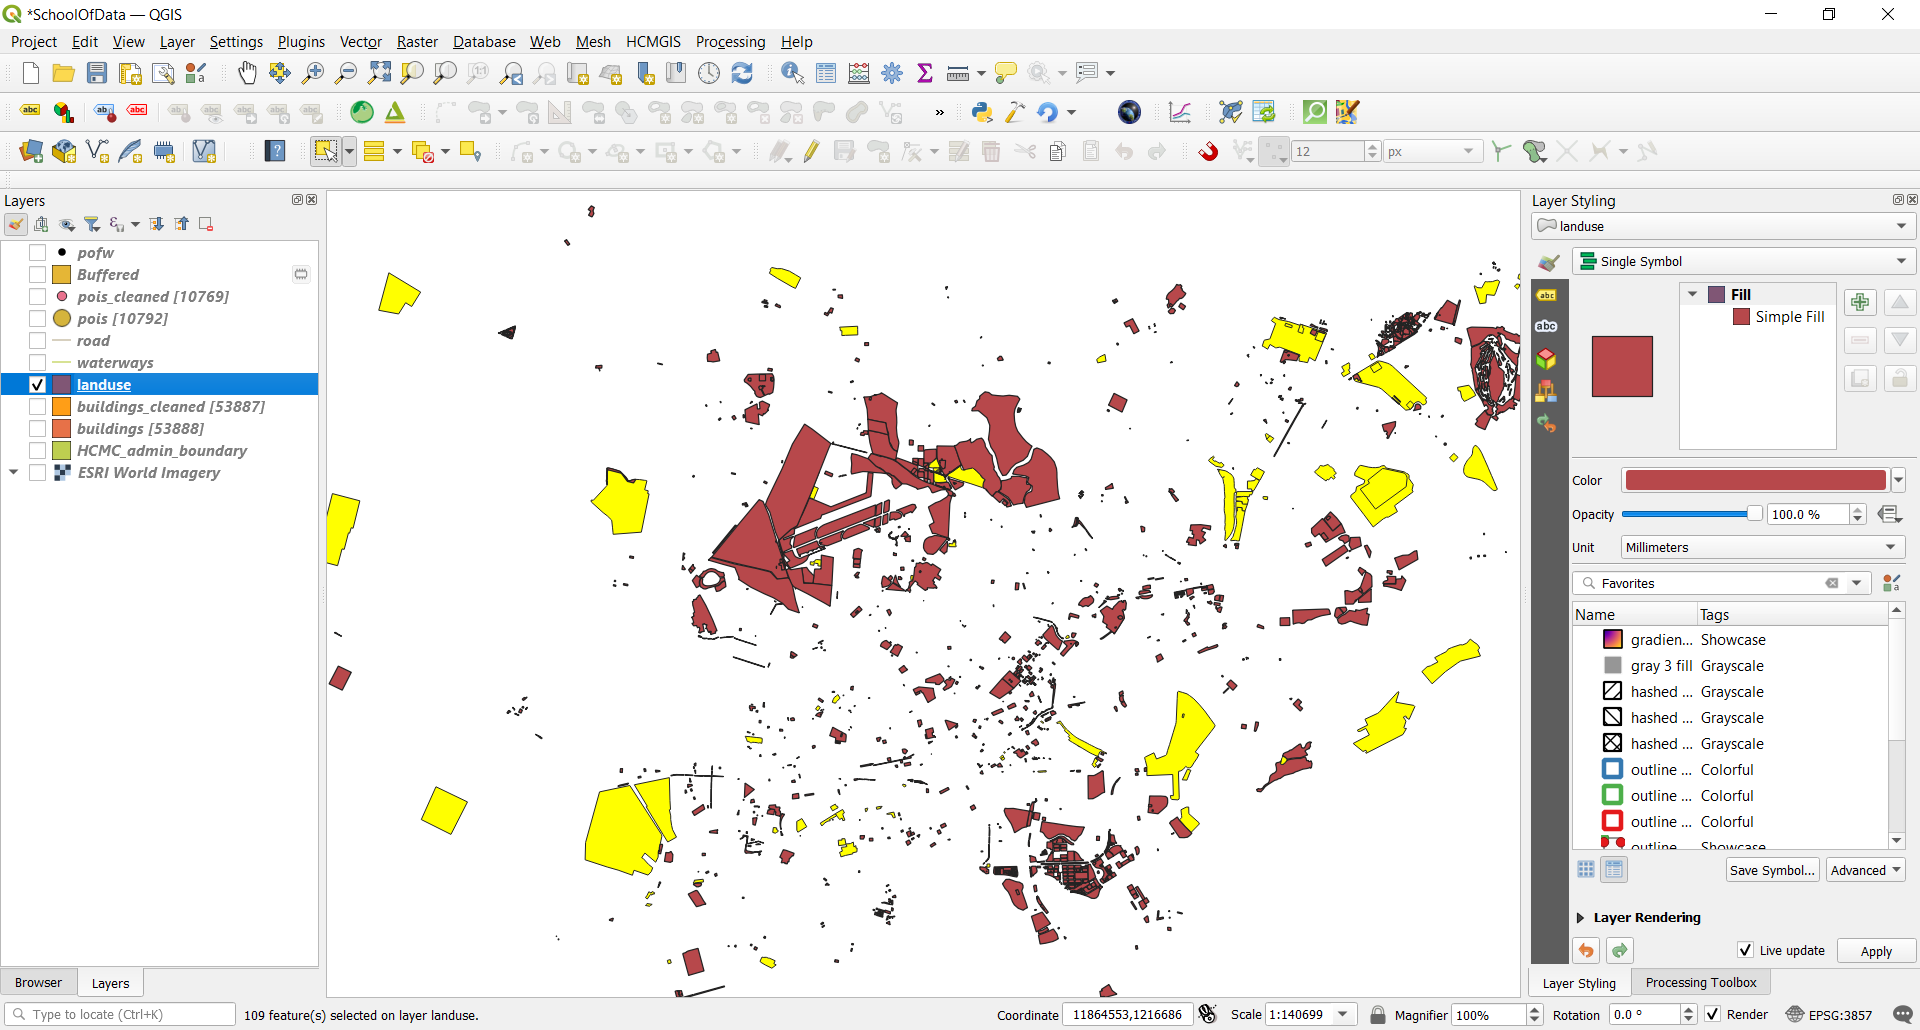 *SchoolOfData — QGIS
Project Edit View Layer Settings Plugins Vector Raster Database Web Mesh HCMGIS Processing Help
12 px
Layers
pofw
Buffered
pois_cleaned [10769]
pois [10792]
road
waterways
landuse
buildings_cleaned [53887]
buildings [53888]
HCMC_admin_boundary
ESRI World Imagery
Browser Layers
Layer Styling
landuse
Single Symbol
Fill
Simple Fill
Color
Opacity 100.0 %
Unit Millimeters
Favorites
Name Tags
gradien... Showcase
gray 3 fill Grayscale
hashed ... Grayscale
hashed ... Grayscale
hashed ... Grayscale
outline ... Colorful
outline ... Colorful
outline ... Colorful
outline ... Showcase
Save Symbol... Advanced
Layer Rendering
Live update Apply
Layer Styling Processing Toolbox
Type to locate (Ctrl+K) 109 feature(s) selected on layer landuse. Coordinate 11864553,1216686 Scale 1:140699 Magnifier 100% Rotation 0.0 ° Render EPSG:3857